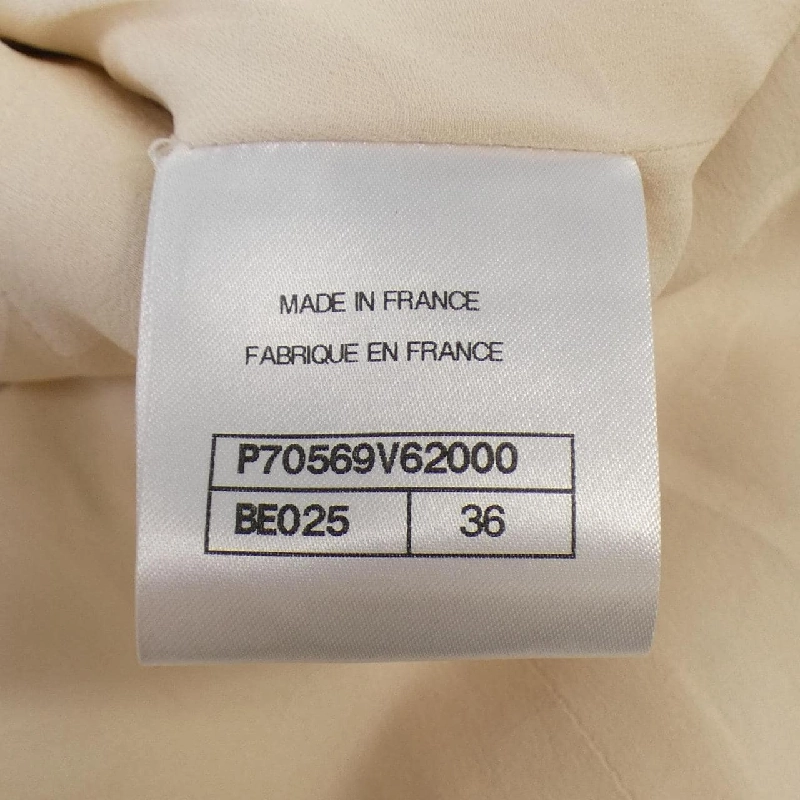 MADE IN FRANCE
FABRIQUE EN FRANCE
P70569V62000
BE025 36